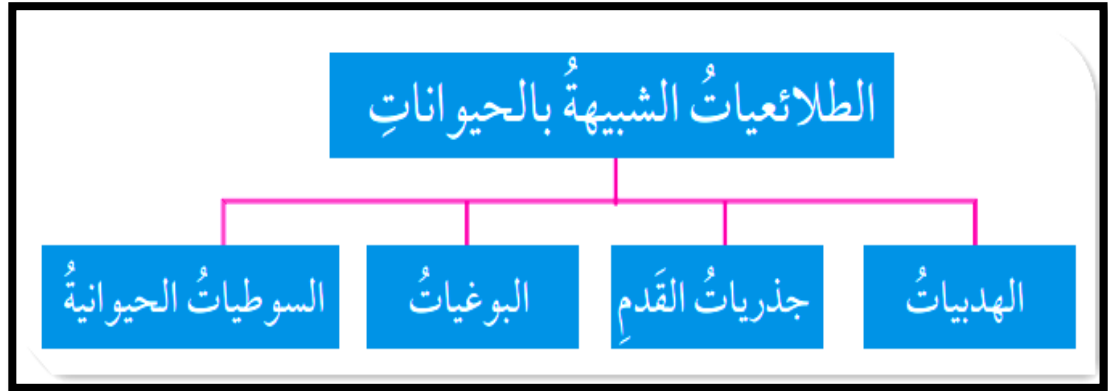 الطلائعياتُ الشبيهةُ بالحيواناتِ
الهدبياتُ
جذرياتُ القَدمِ
البوغياتُ
السوطياتُ الحيوانيةُ